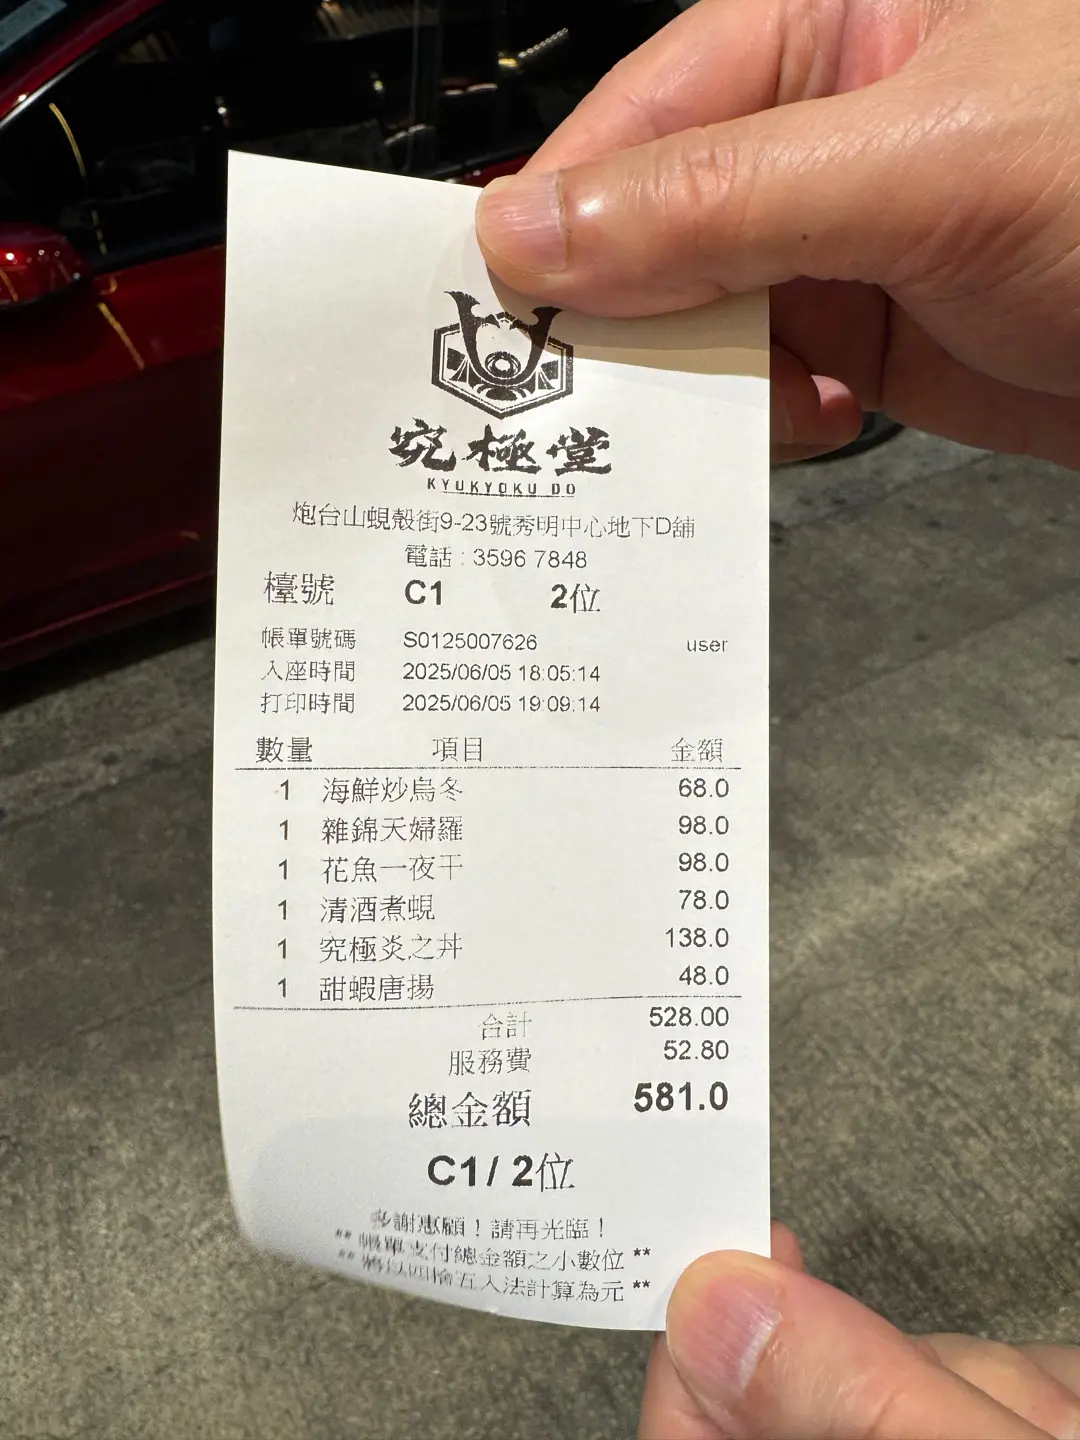 究極堂
KYUKYOKU DO
炮台山蜆殼街9-23號秀明中心地下D舖
電話：3596 7848
檯號 C1 2位
帳單號碼 S0125007626 user
入座時間 2025/06/05 18:05:14
打印時間 2025/06/05 19:09:14
數量 項目 金額
1 海鮮炒烏冬 68.0
1 雜錦天婦羅 98.0
1 花魚一夜干 98.0
1 清酒煮蜆 78.0
1 究極炎之丼 138.0
1 甜蝦唐揚 48.0
合計 528.00
服務費 52.80
總金額 581.0
C1/ 2位
多謝惠顧！請再光臨！
** 帳單支付總金額之小數位 **
** 將以四捨五入法計算為元 **